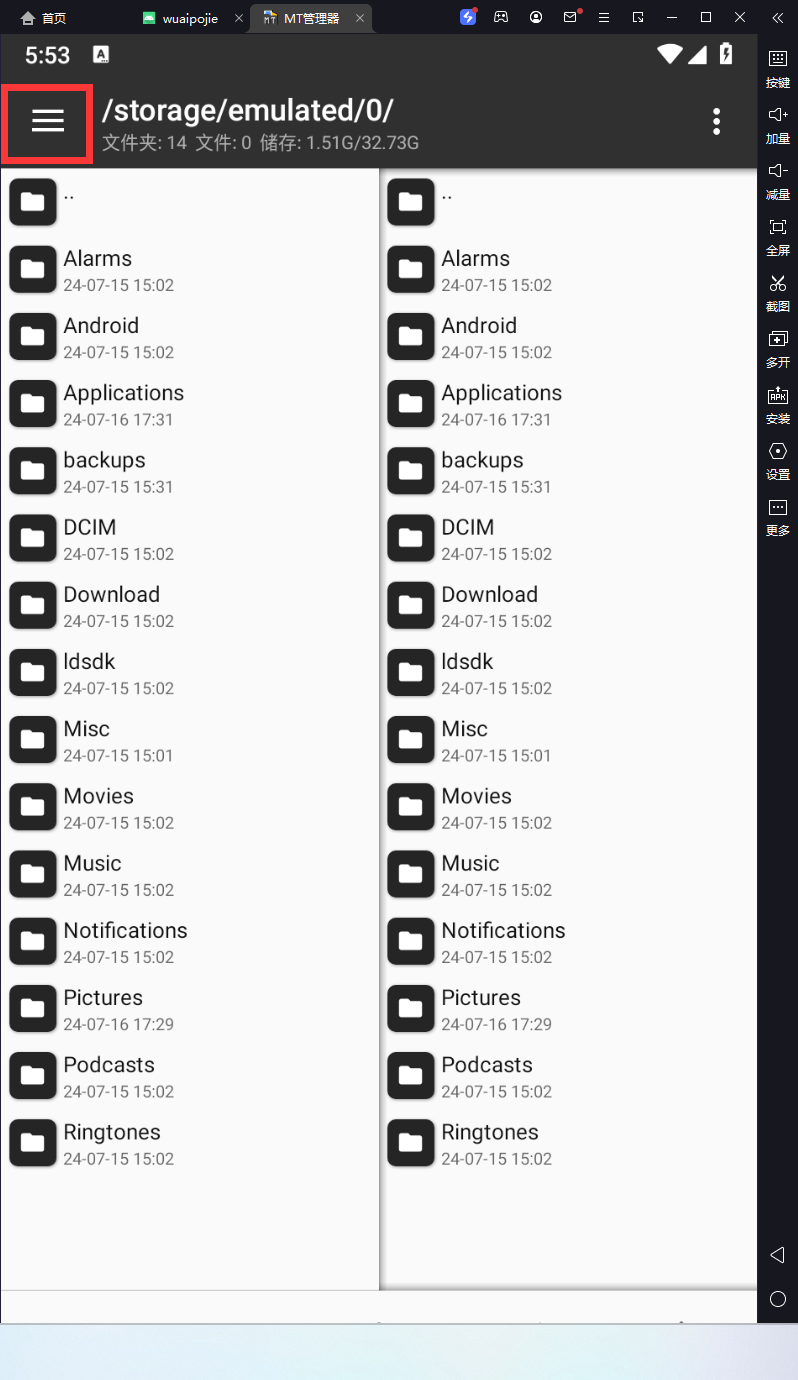 首页 wuaipojie MT管理器
5:53 A
/storage/emulated/0/
文件夹: 14 文件: 0 储存: 1.51G/32.73G
..
Alarms
24-07-15 15:02
Android
24-07-15 15:02
Applications
24-07-16 17:31
backups
24-07-15 15:31
DCIM
24-07-15 15:02
Download
24-07-15 15:02
ldsdk
24-07-15 15:02
Misc
24-07-15 15:01
Movies
24-07-15 15:02
Music
24-07-15 15:02
Notifications
24-07-15 15:02
Pictures
24-07-16 17:29
Podcasts
24-07-15 15:02
Ringtones
24-07-15 15:02
..
Alarms
24-07-15 15:02
Android
24-07-15 15:02
Applications
24-07-16 17:31
backups
24-07-15 15:31
DCIM
24-07-15 15:02
Download
24-07-15 15:02
ldsdk
24-07-15 15:02
Misc
24-07-15 15:01
Movies
24-07-15 15:02
Music
24-07-15 15:02
Notifications
24-07-15 15:02
Pictures
24-07-16 17:29
Podcasts
24-07-15 15:02
Ringtones
24-07-15 15:02
按键
加量
减量
全屏
截图
多开
APK
安装
设置
更多